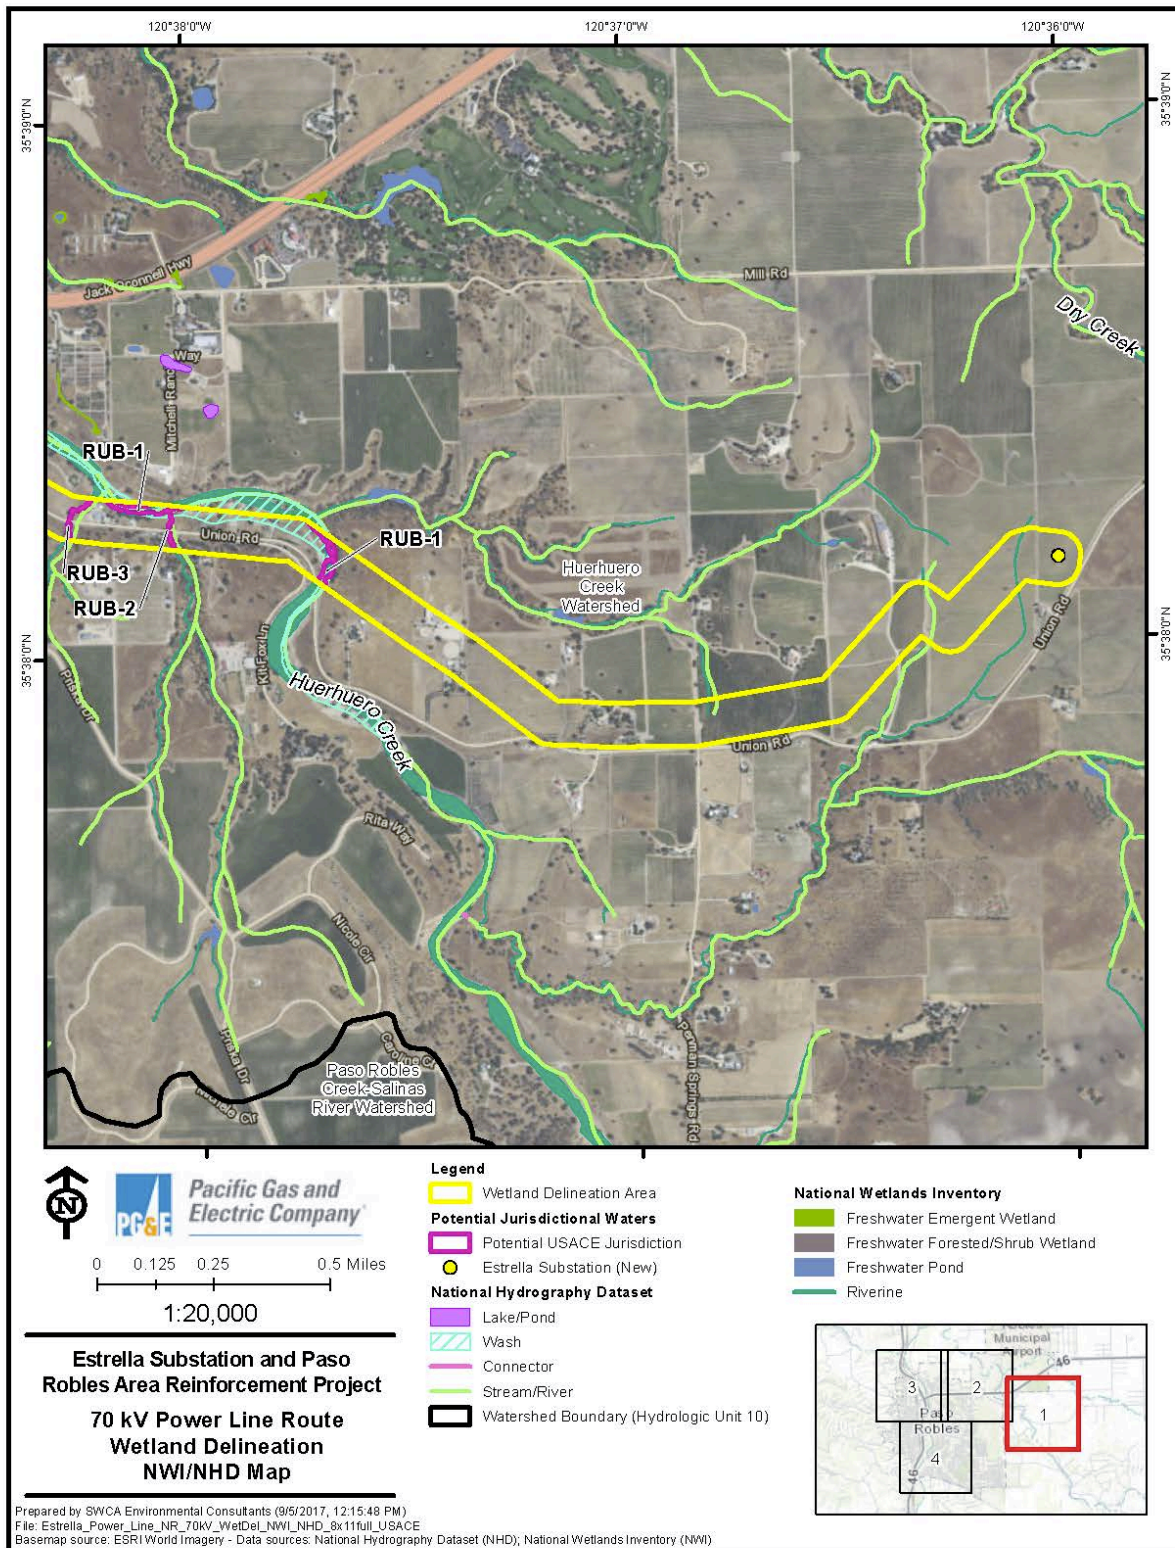 120°38'0"W
120°37'0"W
120°36'0"W
35°39'0"N
35°39'0"N
Jack Oconnell Hwy
Mill Rd
Dry Creek
Way
Mitchell Ranch
RUB-1
Union Rd
RUB-1
RUB-3
RUB-2
Huerhuero
Creek
Watershed
35°38'0"N
35°38'0"N
Union Rd
Kit Fox Ln
Huerhuero Creek
Priska Dr
Union Rd
Rita Way
Nicole Cir
Penman Springs Rd
Priska Dr
Caroline Ct
Paso Robles
Creek-Salinas
River Watershed
Nicole Cir
N
PG&E
Pacific Gas and
Electric Company
0 0.125 0.25 0.5 Miles
1:20,000
Estrella Substation and Paso
Robles Area Reinforcement Project
70 kV Power Line Route
Wetland Delineation
NWI/NHD Map
Legend
Wetland Delineation Area
Potential Jurisdictional Waters
Potential USACE Jurisdiction
Estrella Substation (New)
National Hydrography Dataset
Lake/Pond
Wash
Connector
Stream/River
Watershed Boundary (Hydrologic Unit 10)
National Wetlands Inventory
Freshwater Emergent Wetland
Freshwater Forested/Shrub Wetland
Freshwater Pond
Riverine
Municipal
Airport
46
3
2
1
Paso
Robles
4
46
Prepared by SWCA Environmental Consultants (9/5/2017, 12:15:48 PM)
File: Estrella_Power_Line_NR_70kV_WetDel_NWI_NHD_8x11full_USACE
Basemap source: ESRI World Imagery - Data sources: National Hydrography Dataset (NHD); National Wetlands Inventory (NWI)